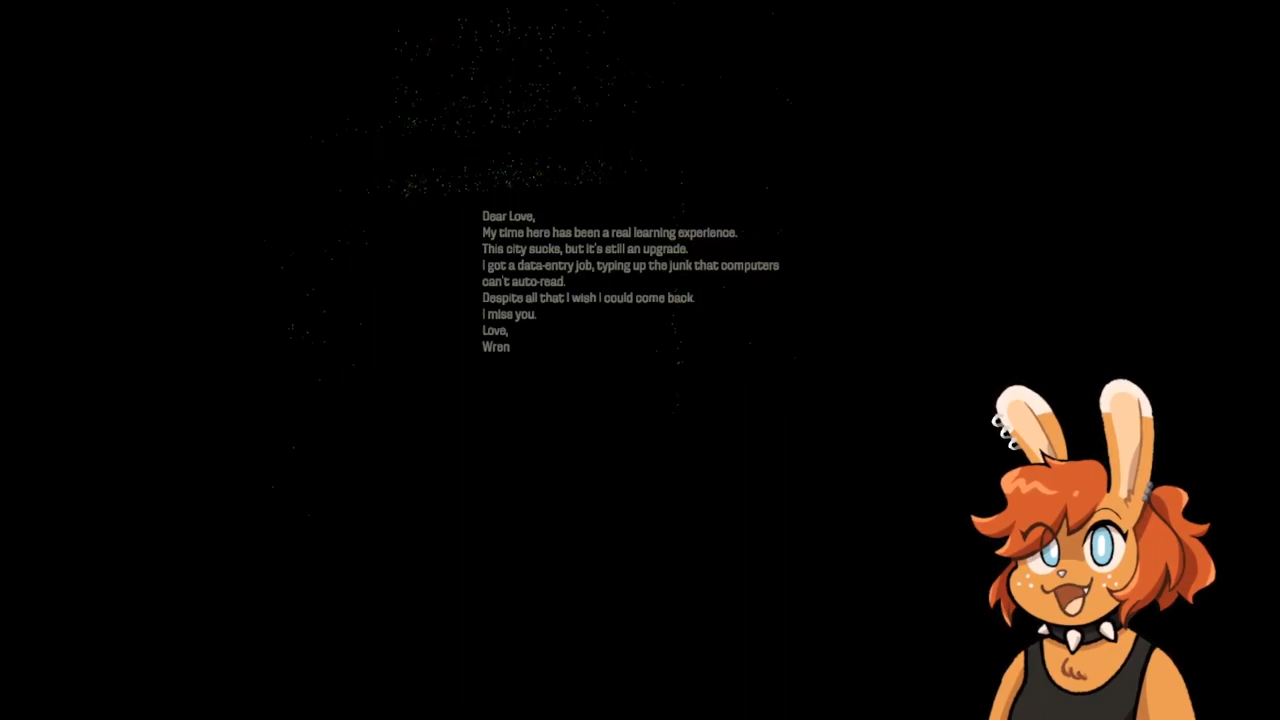 Dear Love,
My time here has been a real learning experience.
This city sucks, but it's still an upgrade.
I got a data-entry job, typing up the junk that computers
can't auto-read.
Despite all that I wish I could come back.
I miss you.
Love,
Wren